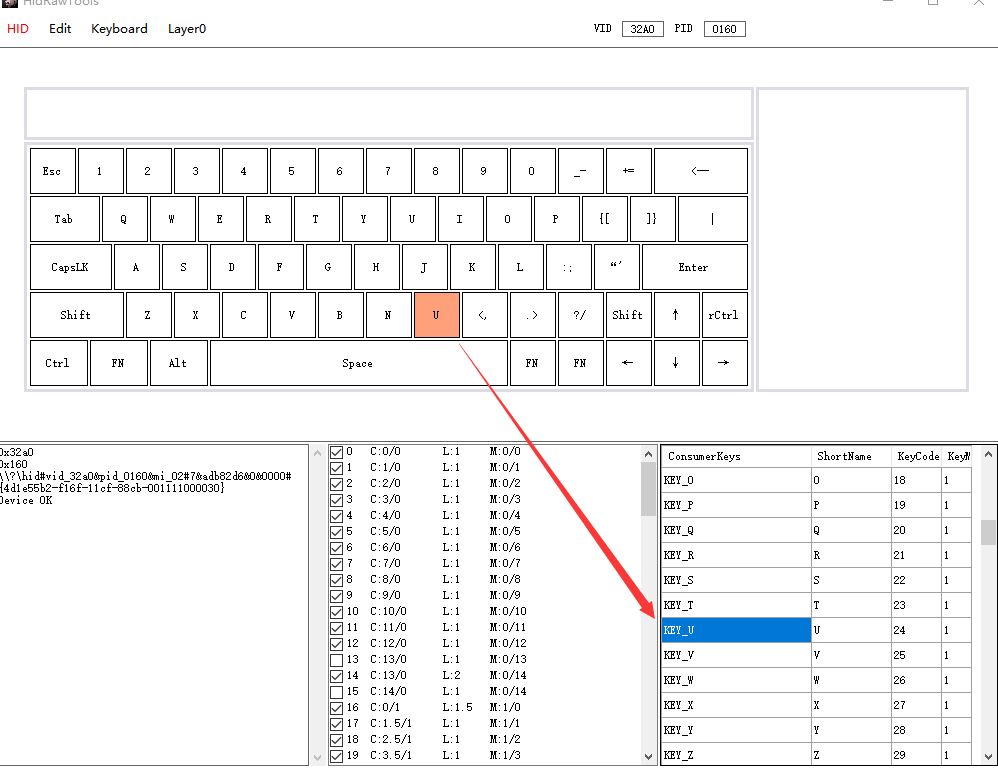 HidRawTools
HID Edit Keyboard Layer0 VID 32A0 PID 0160
Esc 1 2 3 4 5 6 7 8 9 0 _- += <——
Tab Q W E R T Y U I O P {[ ]} |
CapsLK A S D F G H J K L :; “' Enter
Shift Z X C V B N U <, .> ?/ Shift ↑ rCtrl
Ctrl FN Alt Space FN FN ← ↓ →
0x32a0
0x160
\\?\hid#vid_32a0&pid_0160&mi_02#7&adb82d6&0&0000#
{4d1e55b2-f16f-11cf-88cb-001111000030}
Device OK
0 C:0/0 L:1 M:0/0
1 C:1/0 L:1 M:0/1
2 C:2/0 L:1 M:0/2
3 C:3/0 L:1 M:0/3
4 C:4/0 L:1 M:0/4
5 C:5/0 L:1 M:0/5
6 C:6/0 L:1 M:0/6
7 C:7/0 L:1 M:0/7
8 C:8/0 L:1 M:0/8
9 C:9/0 L:1 M:0/9
10 C:10/0 L:1 M:0/10
11 C:11/0 L:1 M:0/11
12 C:12/0 L:1 M:0/12
13 C:13/0 L:1 M:0/13
14 C:13/0 L:2 M:0/14
15 C:14/0 L:1 M:0/14
16 C:0/1 L:1.5 M:1/0
17 C:1.5/1 L:1 M:1/1
18 C:2.5/1 L:1 M:1/2
19 C:3.5/1 L:1 M:1/3
ConsumerKeys ShortName KeyCode KeyM
KEY_O O 18 1
KEY_P P 19 1
KEY_Q Q 20 1
KEY_R R 21 1
KEY_S S 22 1
KEY_T T 23 1
KEY_U U 24 1
KEY_V V 25 1
KEY_W W 26 1
KEY_X X 27 1
KEY_Y Y 28 1
KEY_Z Z 29 1